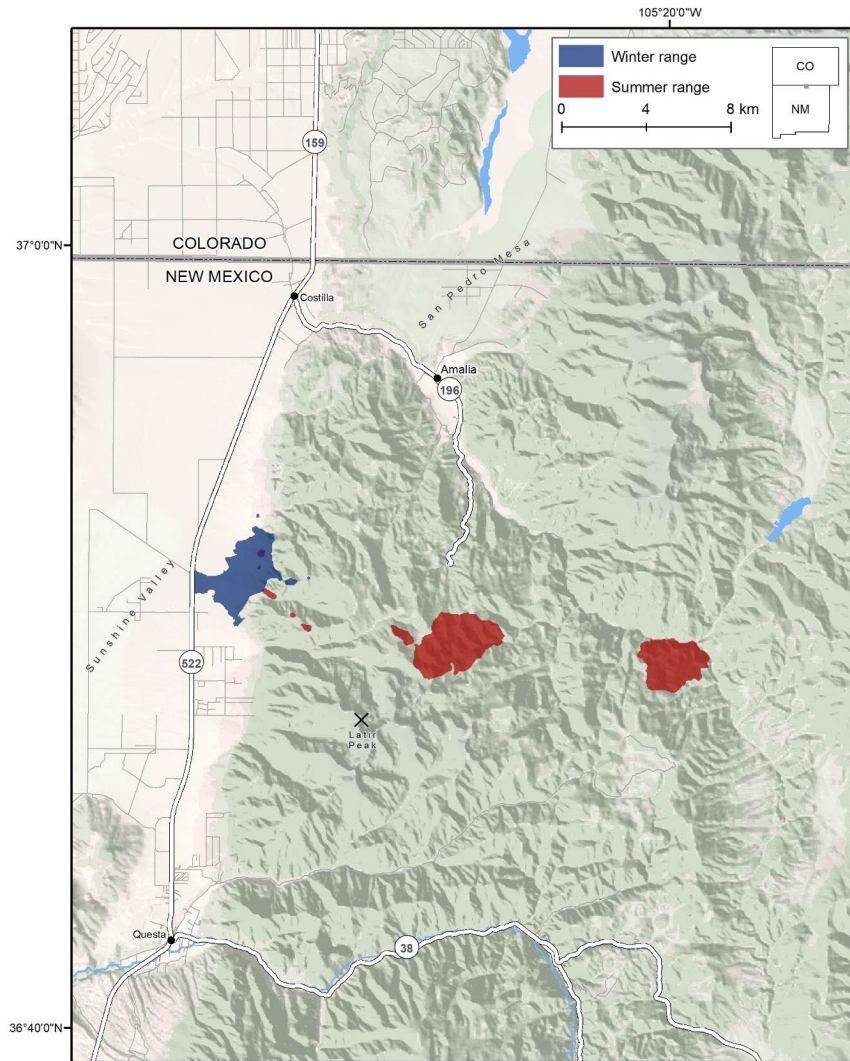 105°20'0"W
Winter range
Summer range
0 4 8 km
CO
NM
159
37°0'0"N
COLORADO
NEW MEXICO
San Pedro Mesa
Costilla
Amalia
196
Sunshine Valley
522
Latir
Peak
Questa
38
36°40'0"N